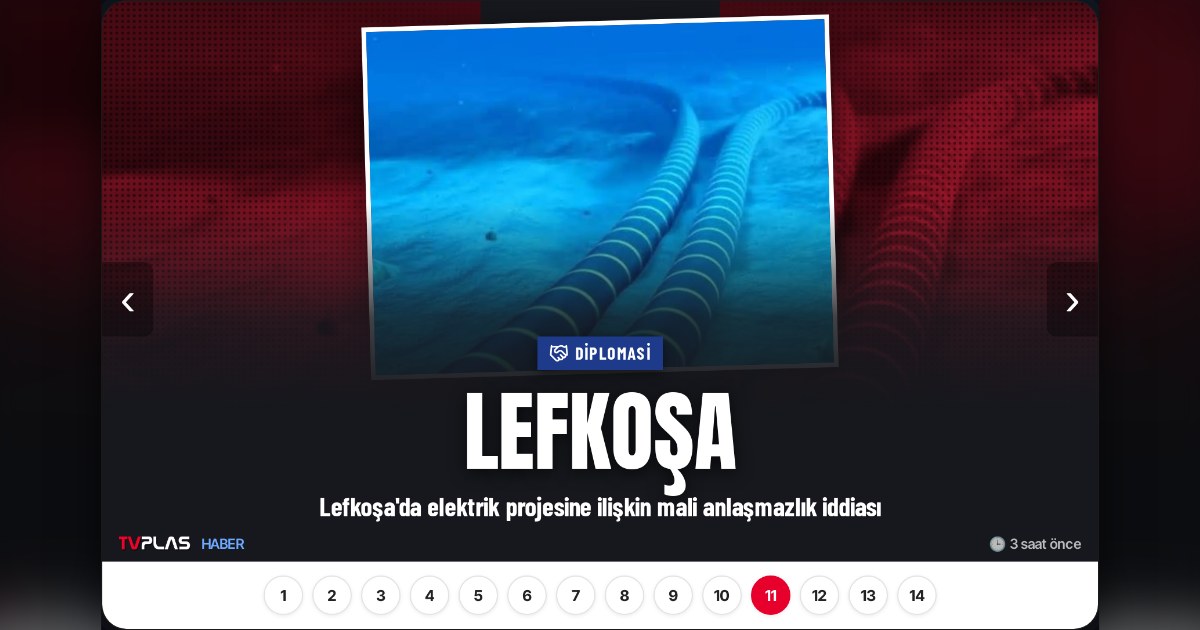 DİPLOMASİ
LEFKOŞA
Lefkoşa'da elektrik projesine ilişkin mali anlaşmazlık iddiası
TVPLAS HABER
3 saat önce
1 2 3 4 5 6 7 8 9 10 11 12 13 14